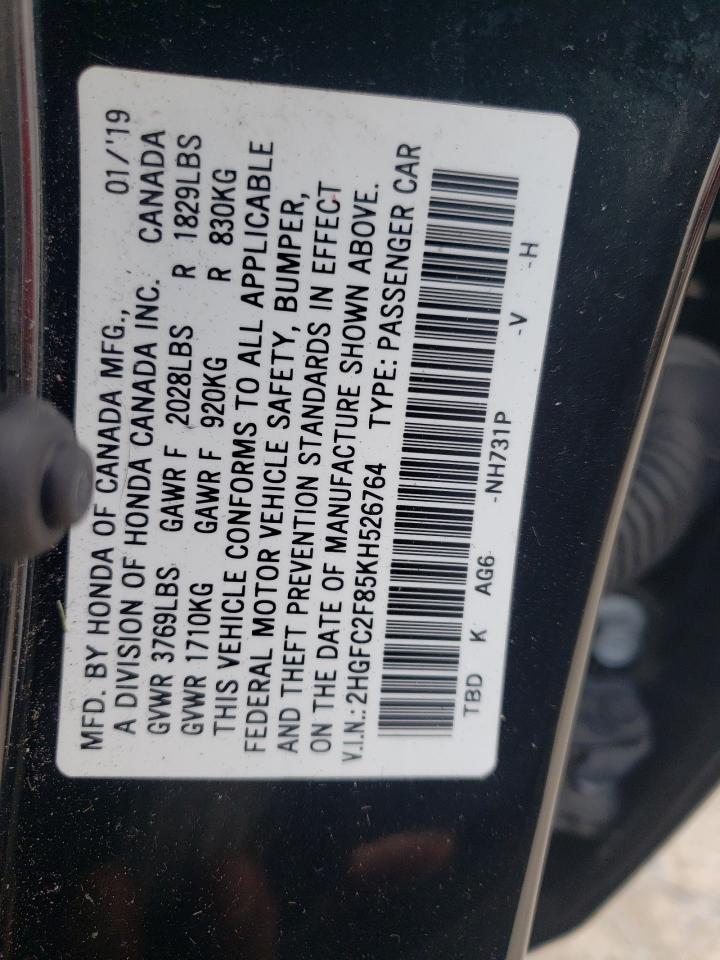 MFD. BY HONDA OF CANADA MFG., 01/'19
A DIVISION OF HONDA CANADA INC. CANADA
GVWR 3769LBS GAWR F 2028LBS R 1829LBS
GVWR 1710KG GAWR F 920KG R 830KG
THIS VEHICLE CONFORMS TO ALL APPLICABLE
FEDERAL MOTOR VEHICLE SAFETY, BUMPER,
AND THEFT PREVENTION STANDARDS IN EFFECT
ON THE DATE OF MANUFACTURE SHOWN ABOVE.
V.I.N.: 2HGFC2F85KH526764 TYPE: PASSENGER CAR
TBD K AG6 -NH731P -V -H